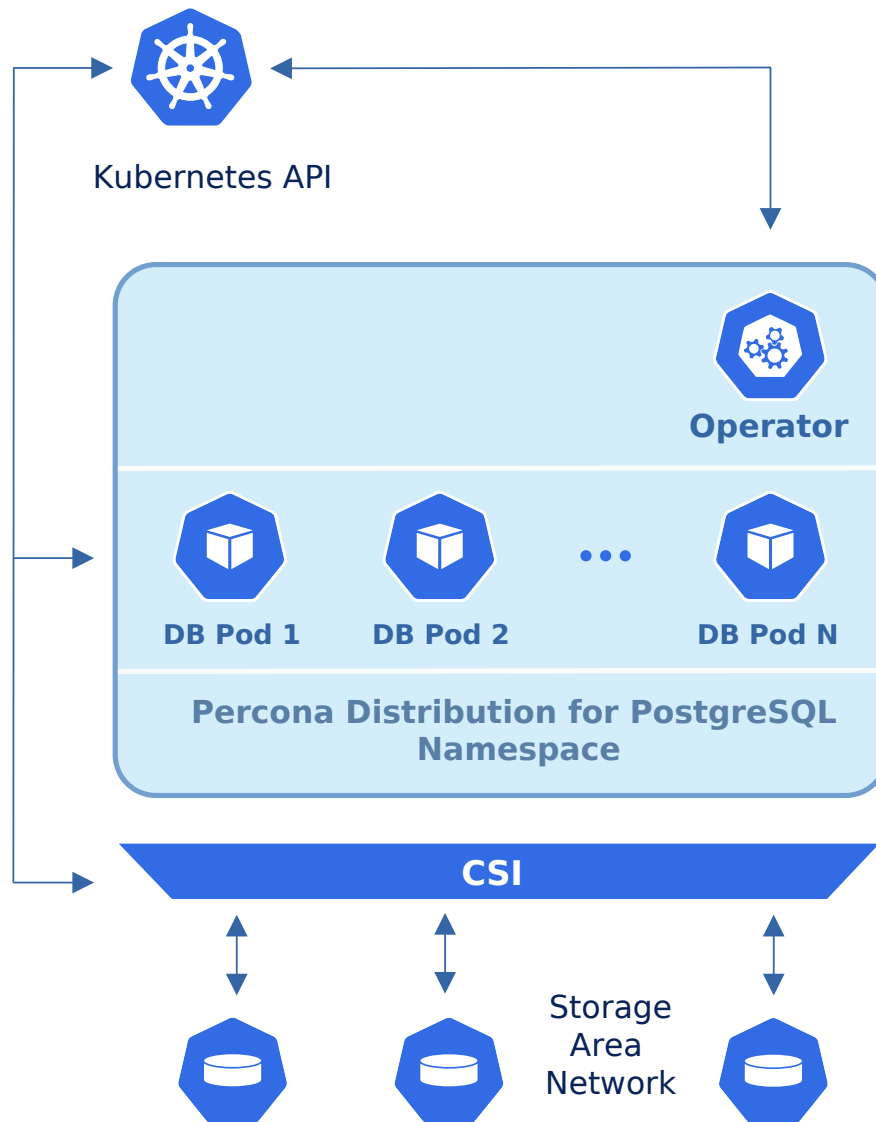 Kubernetes API
Operator
DB Pod 1
DB Pod 2
DB Pod N
Percona Distribution for PostgreSQL
Namespace
CSI
Storage
Area
Network